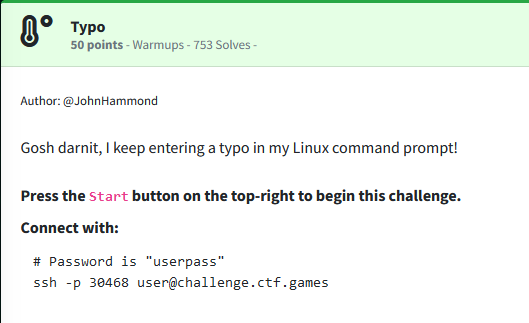 Typo
50 points - Warmups - 753 Solves -
Author: @JohnHammond
Gosh darnit, I keep entering a typo in my Linux command prompt!
Press the Start button on the top-right to begin this challenge.
Connect with:
# Password is "userpass"
ssh -p 30468 user@challenge.ctf.games